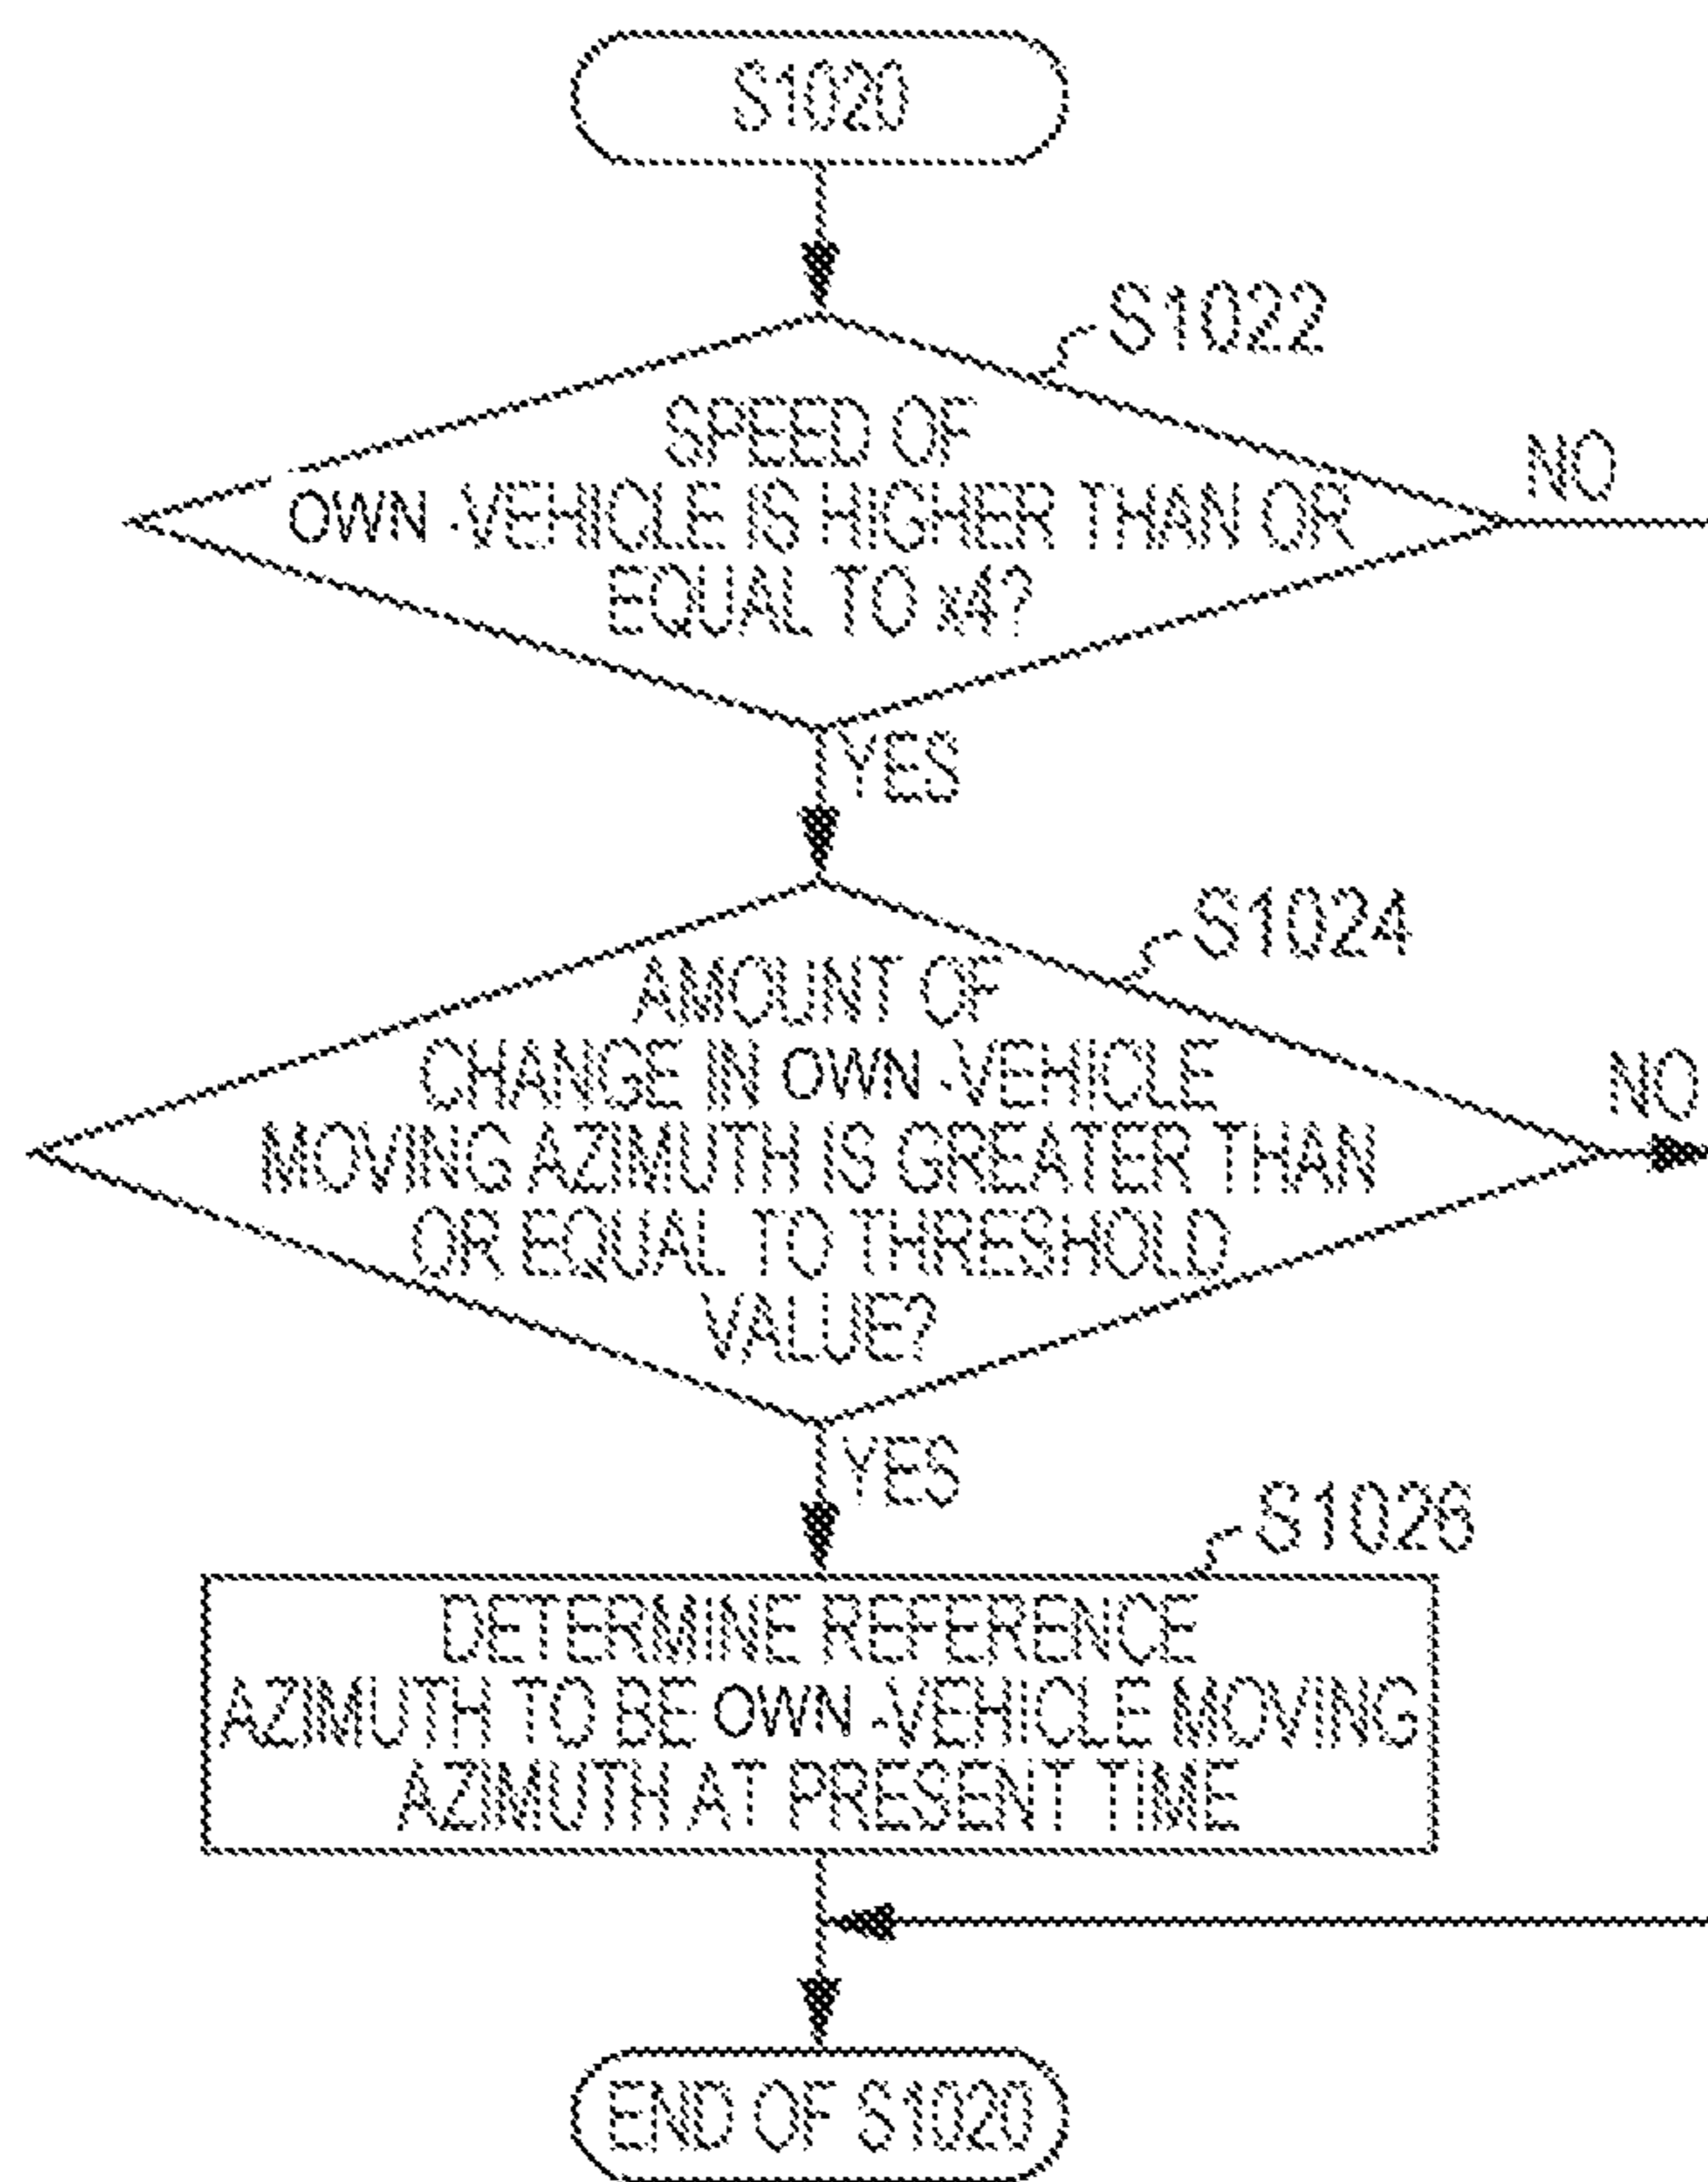 S1020
S1022
SPEED OF
OWN -VEHICLE IS HIGHER THAN OR
EQUAL TO x4?
NO
YES
S1024
AMOUNT OF
CHANGE IN OWN -VEHICLE
MOVING AZIMUTH IS GREATER THAN
OR EQUAL TO THRESHOLD
VALUE?
NO
YES
S1026
DETERMINE REFERENCE
AZIMUTH TO BE OWN -VEHICLE MOVING
AZIMUTH AT PRESENT TIME
END OF S1020